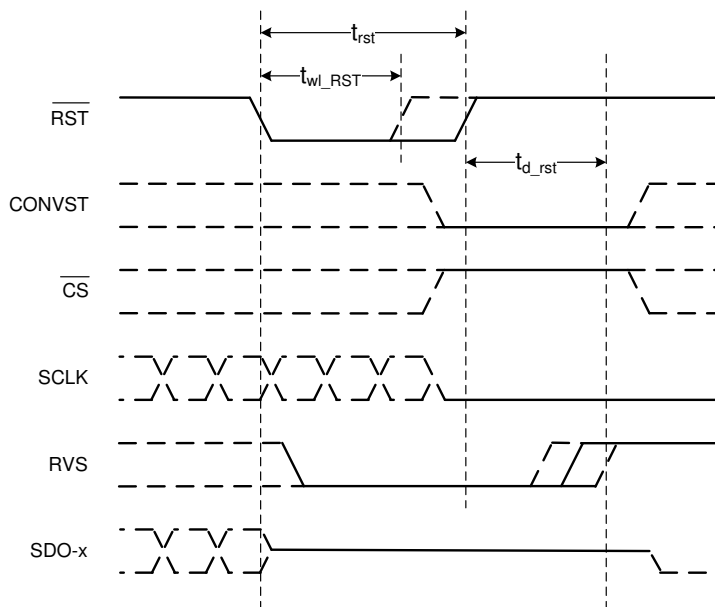 t_rst
t_wl_RST
RST
t_d_rst
CONVST
CS
SCLK
RVS
SDO-x